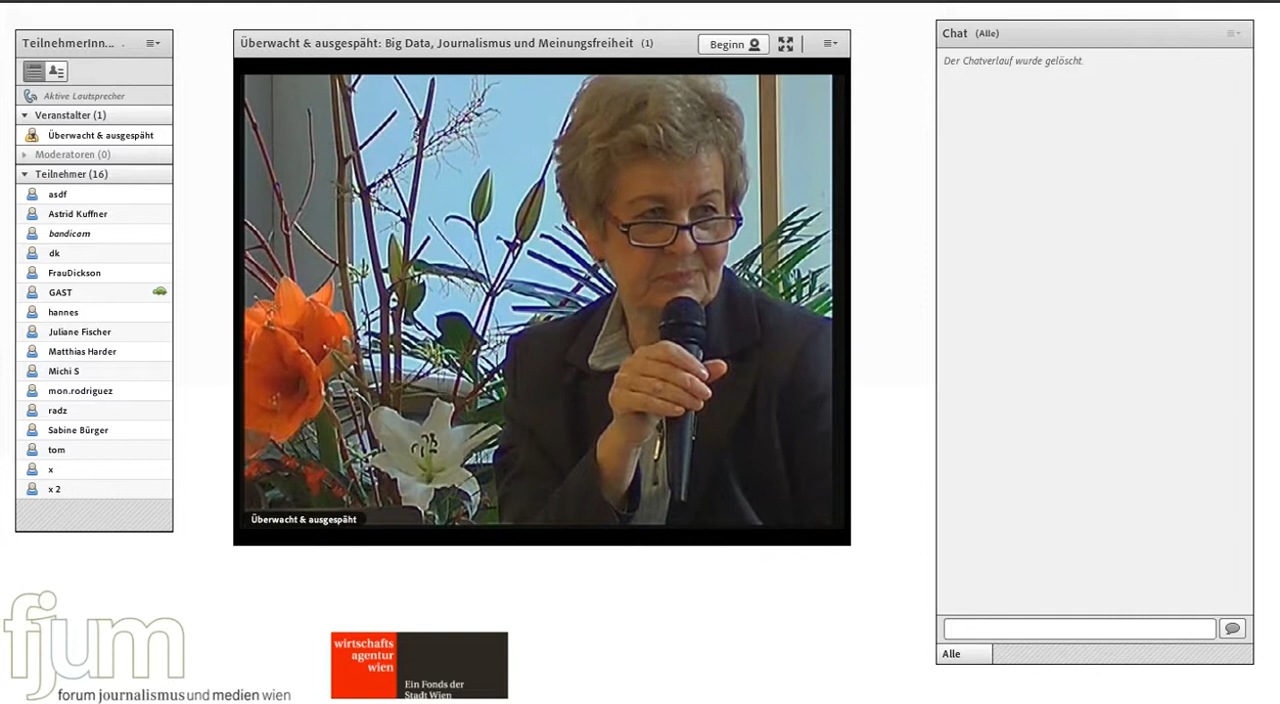 TeilnehmerInn... .
Aktive Lautsprecher
Veranstalter (1)
Überwacht & ausgespäht
Moderatoren (0)
Teilnehmer (16)
asdf
Astrid Kuffner
bandicam
dk
FrauDickson
GAST
hannes
Juliane Fischer
Matthias Harder
Michi S
mon.rodriguez
radz
Sabine Bürger
tom
x
x 2
Überwacht & ausgespäht: Big Data, Journalismus und Meinungsfreiheit (1)
Beginn
Überwacht & ausgespäht
Chat (Alle)
Der Chatverlauf wurde gelöscht.
Alle
fjum
forum journalismus und medien wien
wirtschafts
agentur
wien
Ein Fonds der
Stadt Wien